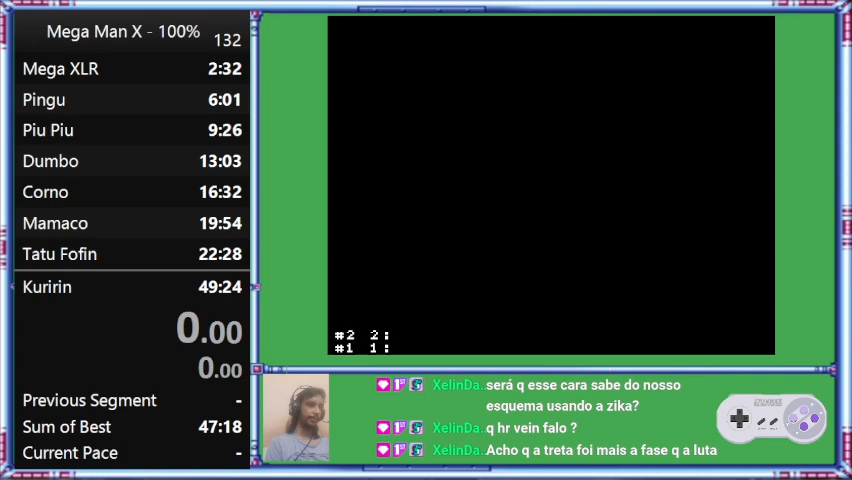 Mega Man X - 100%
132
Mega XLR 2:32
Pingu 6:01
Piu Piu 9:26
Dumbo 13:03
Corno 16:32
Mamaco 19:54
Tatu Fofin 22:28
Kuririn 49:24
0.00
0.00
Previous Segment -
Sum of Best 47:18
Current Pace -
#2 2:
#1 1:
XelinDa.. será q esse cara sabe do nosso
esquema usando a zika?
XelinDa.. q hr vein falo ?
XelinDa.. Acho q a treta foi mais a fase q a luta